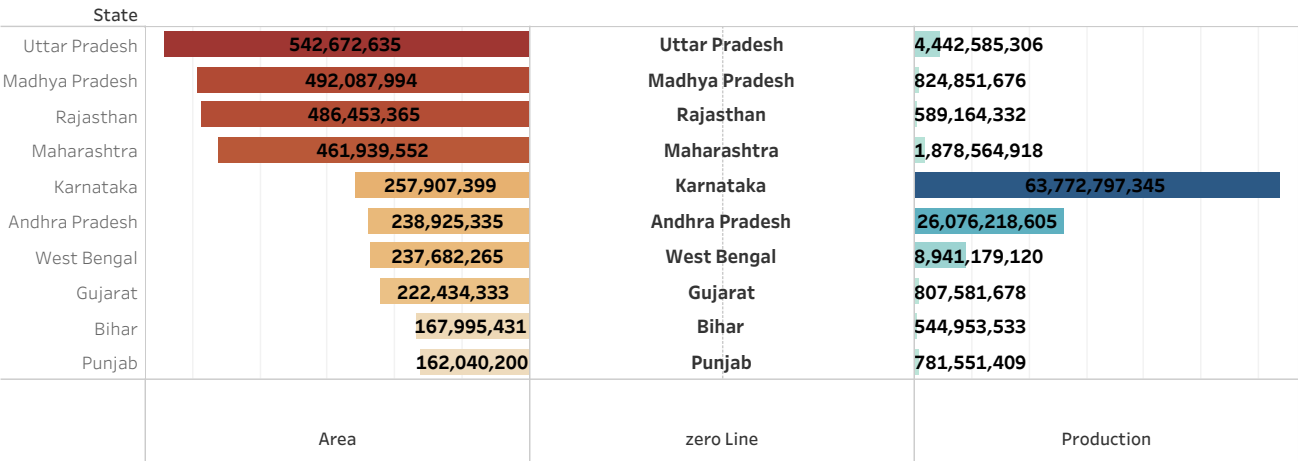 State
Uttar Pradesh 542,672,635 Uttar Pradesh 4,442,585,306
Madhya Pradesh 492,087,994 Madhya Pradesh 824,851,676
Rajasthan 486,453,365 Rajasthan 589,164,332
Maharashtra 461,939,552 Maharashtra 1,878,564,918
Karnataka 257,907,399 Karnataka 63,772,797,345
Andhra Pradesh 238,925,335 Andhra Pradesh 26,076,218,605
West Bengal 237,682,265 West Bengal 8,941,179,120
Gujarat 222,434,333 Gujarat 807,581,678
Bihar 167,995,431 Bihar 544,953,533
Punjab 162,040,200 Punjab 781,551,409
Area zero Line Production